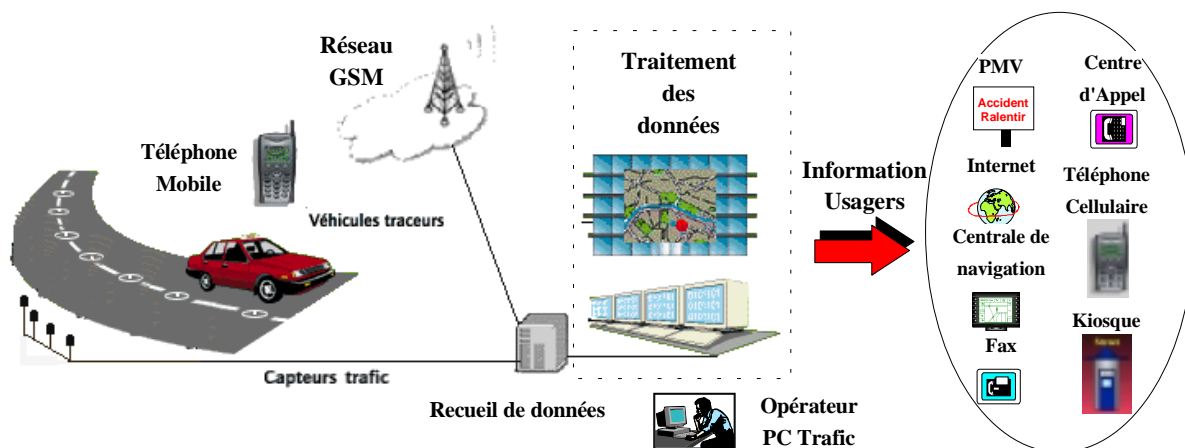 Réseau
GSM
Téléphone
Mobile
Véhicules traceurs
Capteurs trafic
Recueil de données
Traitement
des
données
Opérateur
PC Trafic
Information
Usagers
PMV
Accident
Ralentir
Centre
d'Appel
Internet
Téléphone
Cellulaire
Centrale de
navigation
Fax
Kiosque